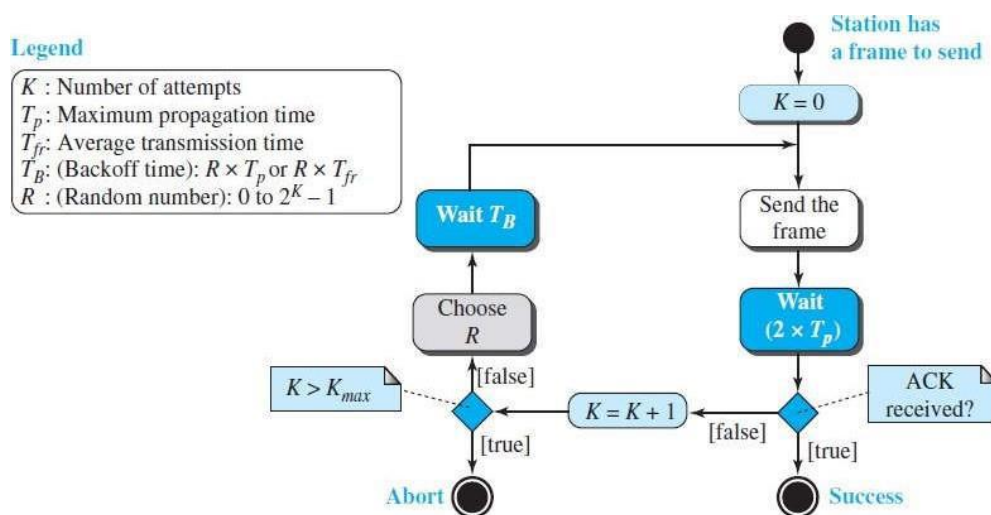 Legend
K : Number of attempts
Tp : Maximum propagation time
Tfr : Average transmission time
TB : (Backoff time): R × Tp or R × Tfr
R : (Random number): 0 to 2^K – 1
Station has
a frame to send
K = 0
Send the
frame
Wait
(2 × Tp)
ACK
received?
[false]
[true]
Success
K = K + 1
K > Kmax
[false]
[true]
Abort
Choose
R
Wait TB